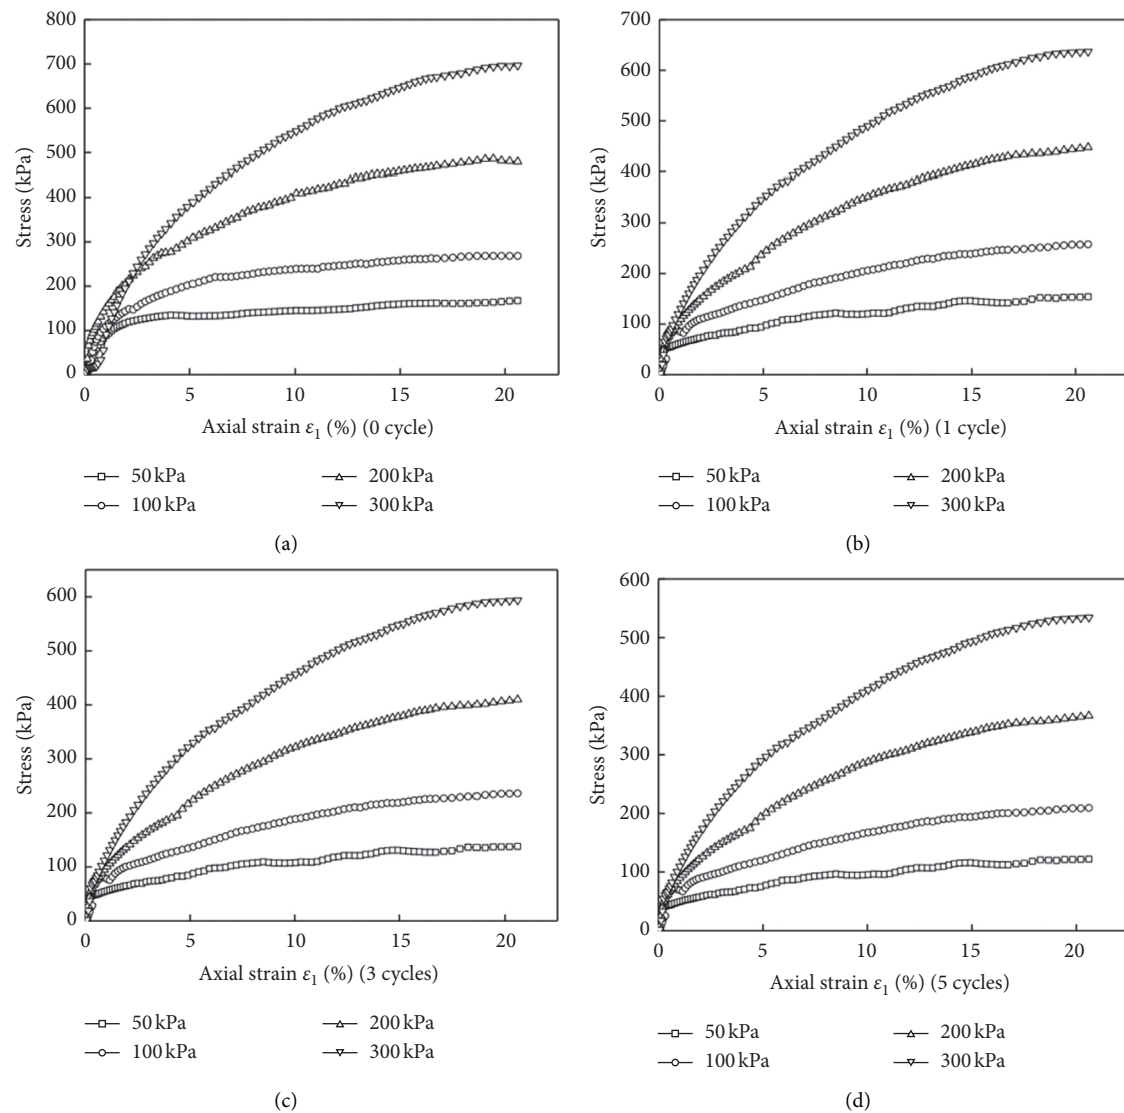 800
700
600
500
400
300
200
100
0
Stress (kPa)
0 5 10 15 20
Axial strain ε1 (%) (0 cycle)
50 kPa 200 kPa
100 kPa 300 kPa
(a)
700
600
500
400
300
200
100
0
Stress (kPa)
0 5 10 15 20
Axial strain ε1 (%) (1 cycle)
50 kPa 200 kPa
100 kPa 300 kPa
(b)
600
500
400
300
200
100
0
Stress (kPa)
0 5 10 15 20
Axial strain ε1 (%) (3 cycles)
50 kPa 200 kPa
100 kPa 300 kPa
(c)
600
500
400
300
200
100
0
Stress (kPa)
0 5 10 15 20
Axial strain ε1 (%) (5 cycles)
50 kPa 200 kPa
100 kPa 300 kPa
(d)